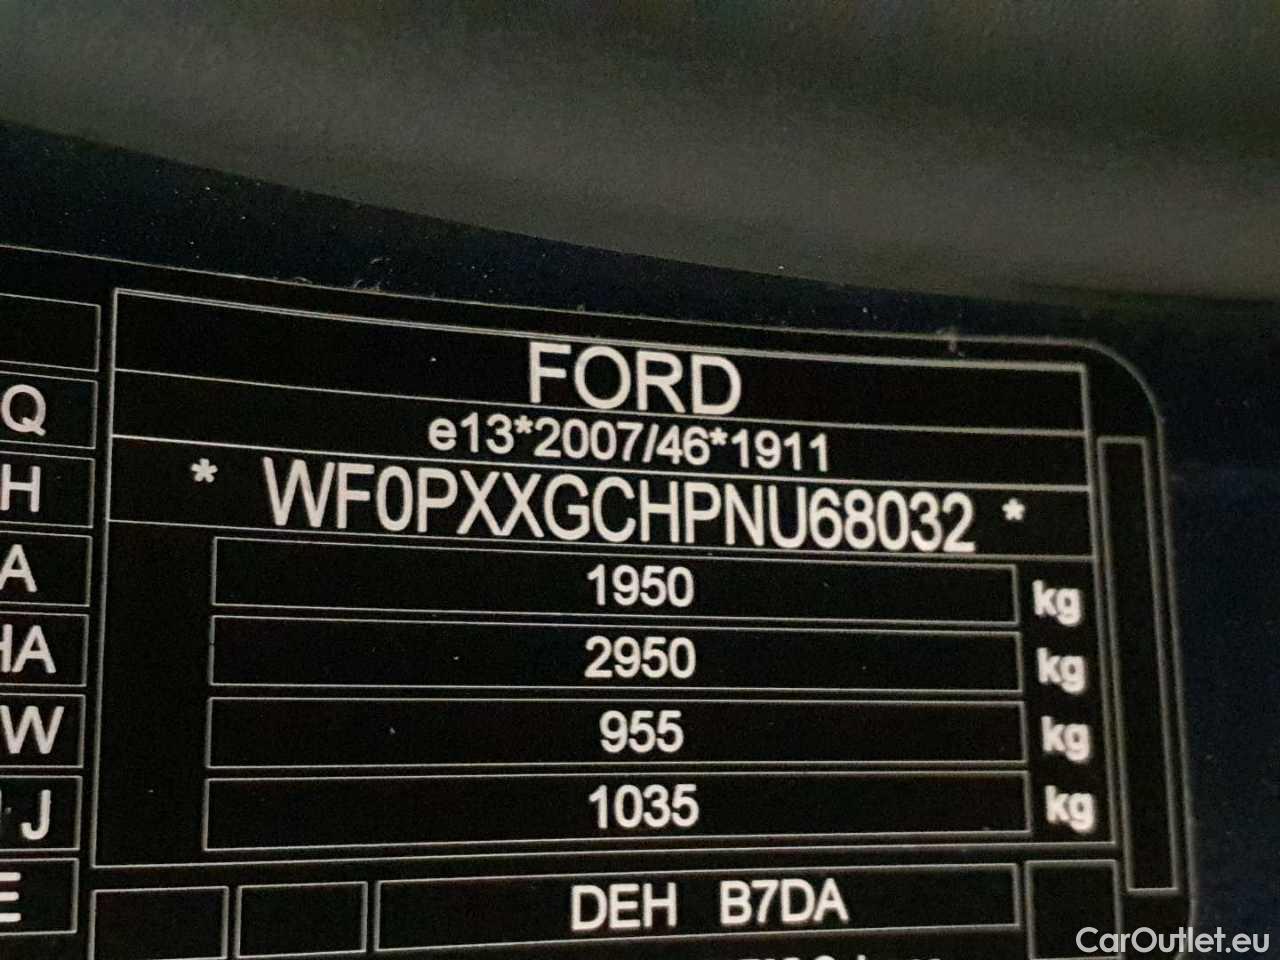 FORD
e13*2007/46*1911
* WF0PXXGCHPNU68032 *
1950 kg
2950 kg
955 kg
1035 kg
Q
H
A
HA
W
J
E
DEH B7DA
CarOutlet.eu